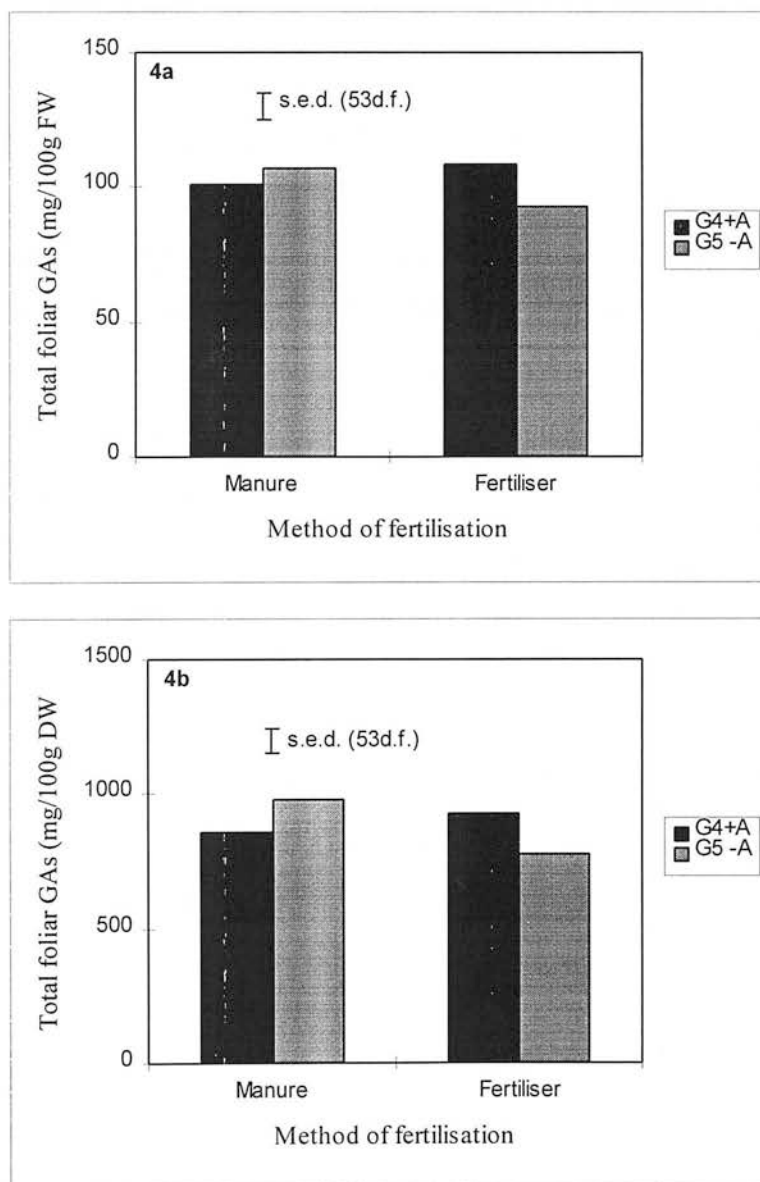 4a
s.e.d. (53d.f.)
Total foliar GAs (mg/100g FW)
150
100
50
0
Manure
Fertiliser
Method of fertilisation
G4+A
G5 -A
4b
s.e.d. (53d.f.)
Total foliar GAs (mg/100g DW)
1500
1000
500
0
Manure
Fertiliser
Method of fertilisation
G4+A
G5 -A